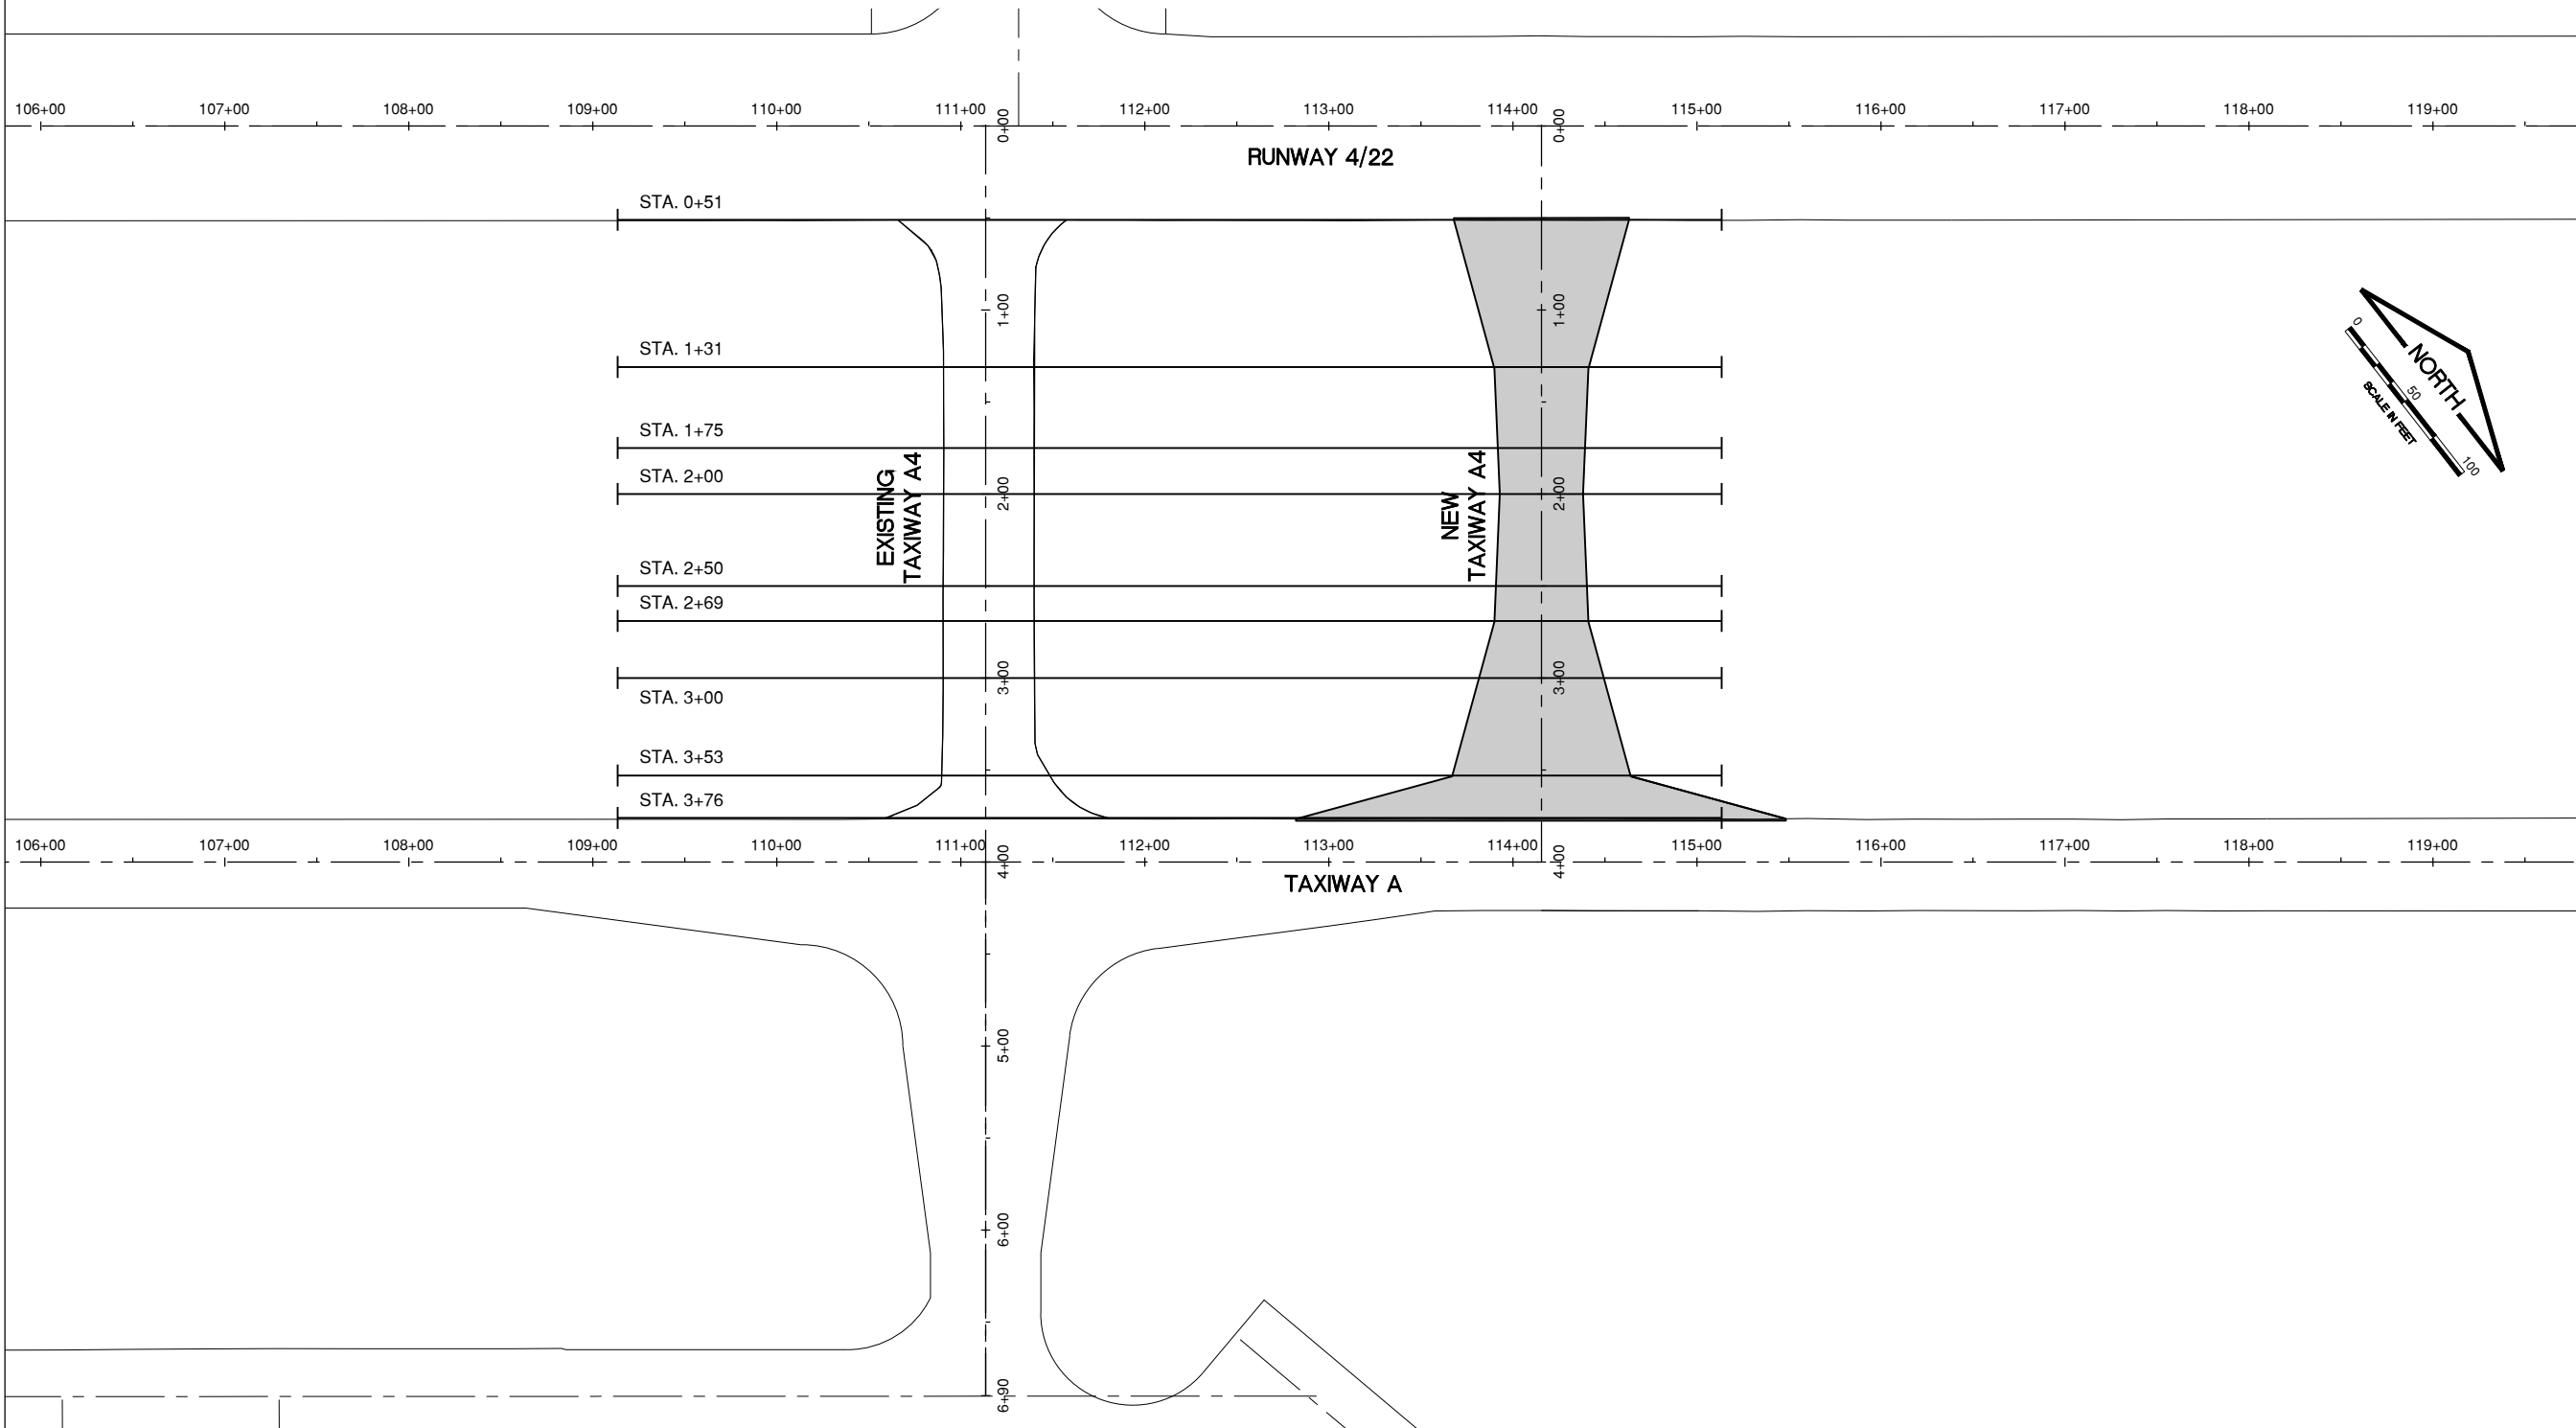 106+00 107+00 108+00 109+00 110+00 111+00 112+00 113+00 114+00 115+00 116+00 117+00 118+00 119+00
0+00
0+00
RUNWAY 4/22
STA. 0+51
1+00
1+00
STA. 1+31
0
50
100
SCALE IN FEET
NORTH
STA. 1+75
STA. 2+00
2+00
2+00
EXISTING
TAXIWAY A4
NEW
TAXIWAY A4
STA. 2+50
STA. 2+69
3+00
3+00
STA. 3+00
STA. 3+53
STA. 3+76
106+00 107+00 108+00 109+00 110+00 111+00 112+00 113+00 114+00 115+00 116+00 117+00 118+00 119+00
4+00
4+00
TAXIWAY A
5+00
6+00
6+90